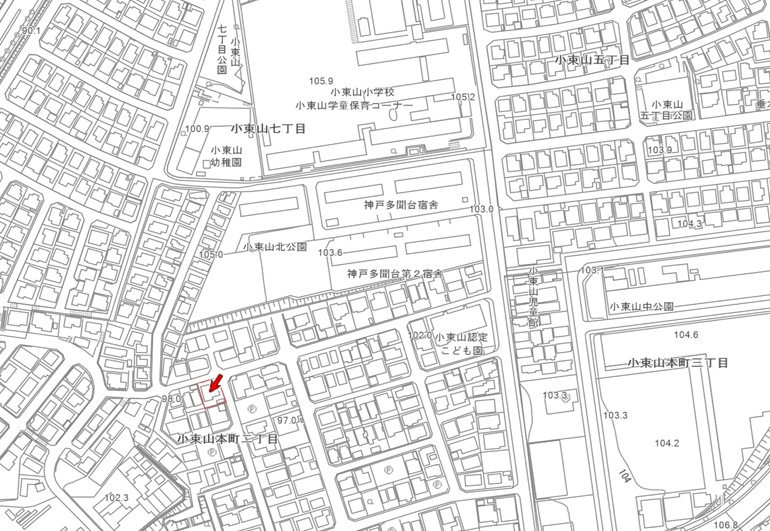 90.1
小東山
七丁目公園
105.9
小東山小学校
小東山学童保育コーナー
105.2
小東山五丁目
小東山
五丁目公園
垂水
100.9
小東山七丁目
小東山
幼稚園
103.9
神戸多聞台宿舎
103.0
104.3
小東山北公園
105.0
103.6
神戸多聞台第2宿舎
103.1
小東山児童館
小東山中公園
102.0
小東山認定
こども園
104.6
小東山本町三丁目
98.0
P
97.0
103.3
103.3
小東山本町二丁目
104.2
P
P
P
104
102.3
106.8